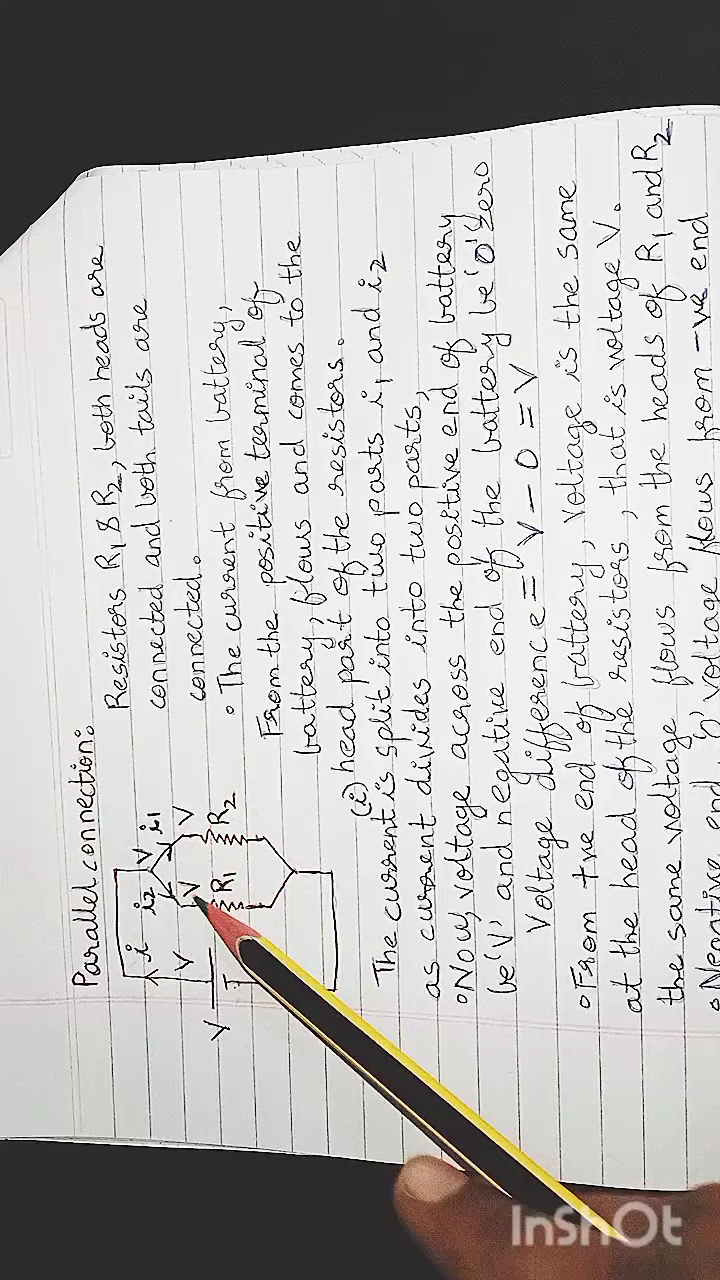 Parallel connection:
i
i2
V
i1
V
V
V
V
R1
R2
Resistors R1 & R2, both heads are
connected and both tails are
connected.
• The current from battery,
From the positive terminal of
battery, flows and comes to the
(i) head part of the resistors.
The current is split into two parts i1 and i2
as current divides into two parts,
• Now, voltage across the positive end of battery
be 'V' and negative end of the battery be 'O' zero
Voltage difference = V - O = V
• From +ve end of battery, voltage is the same
at the head of the resistors, that is voltage V.
the same voltage flows from the heads of R1 and R2
• Negative end, 'o' voltage flows from -ve end
InShOt